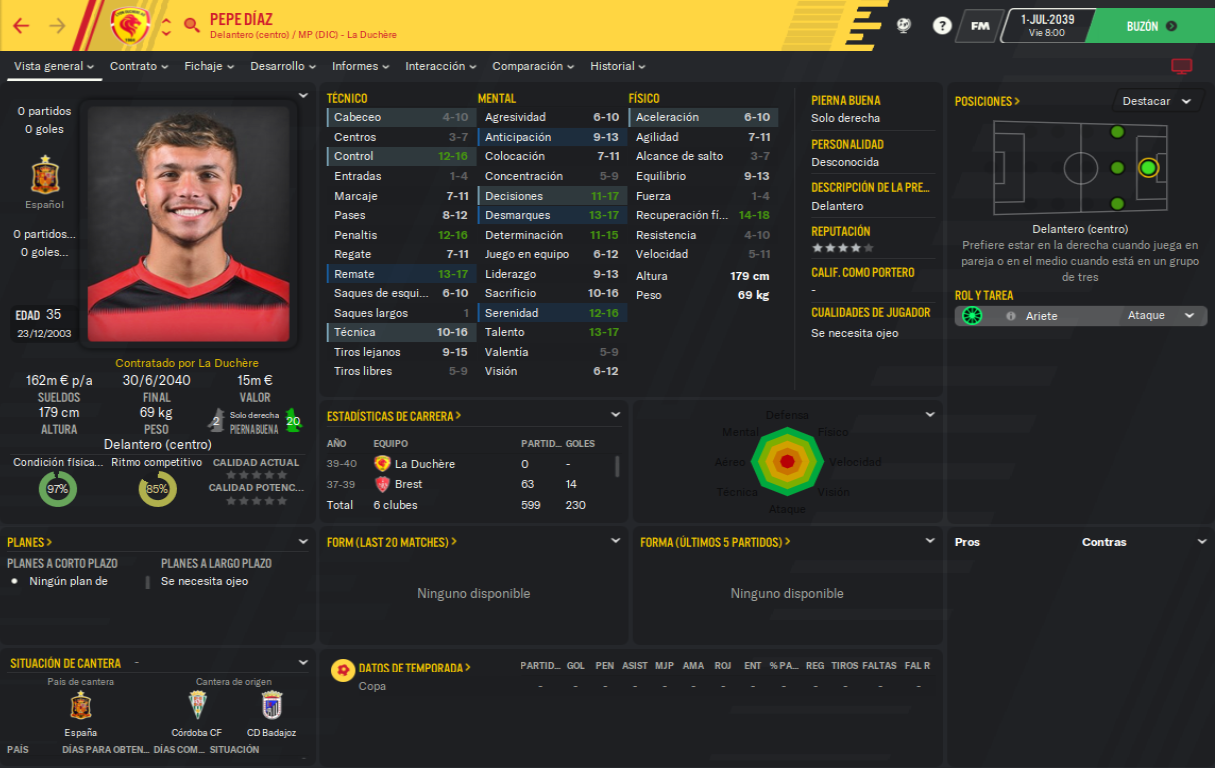 PEPE DÍAZ
Delantero (centro) / MP (DIC) - La Duchère
?
FM
1-JUL-2039
Vie 8:00
BUZÓN
Vista general
Contrato
Fichaje
Desarrollo
Informes
Interacción
Comparación
Historial
0 partidos
0 goles
Español
0 partidos...
0 goles...
EDAD 35
23/12/2003
Contratado por La Duchère
162m € p/a
30/6/2040
15m €
SUELDOS
FINAL
VALOR
179 cm
69 kg
2
Solo derecha
20
ALTURA
PESO
PIERNA BUENA
Delantero (centro)
Condición física...
Ritmo competitivo
CALIDAD ACTUAL
97%
85%
CALIDAD POTENC...
TÉCNICO
Cabeceo 4-10
Centros 3-7
Control 12-16
Entradas 1-4
Marcaje 7-11
Pases 8-12
Penaltis 12-16
Regate 7-11
Remate 13-17
Saques de esqui... 6-10
Saques largos 1
Técnica 10-16
Tiros lejanos 9-15
Tiros libres 5-9
MENTAL
Agresividad 6-10
Anticipación 9-13
Colocación 7-11
Concentración 5-9
Decisiones 11-17
Desmarques 13-17
Determinación 11-15
Juego en equipo 6-12
Liderazgo 9-13
Sacrificio 10-16
Serenidad 12-16
Talento 13-17
Valentía 5-9
Visión 6-12
FÍSICO
Aceleración 6-10
Agilidad 7-11
Alcance de salto 3-7
Equilibrio 9-13
Fuerza 1-4
Recuperación fí... 14-18
Resistencia 4-10
Velocidad 5-11
Altura 179 cm
Peso 69 kg
PIERNA BUENA
Solo derecha
PERSONALIDAD
Desconocida
DESCRIPCIÓN DE LA PRE...
Delantero
REPUTACIÓN
CALIF. COMO PORTERO
-
CUALIDADES DE JUGADOR
Se necesita ojeo
POSICIONES >
Destacar
Delantero (centro)
Prefiere estar en la derecha cuando juega en
pareja o en el medio cuando está en un grupo
de tres
ROL Y TAREA
Ariete
Ataque
ESTADÍSTICAS DE CARRERA >
AÑO EQUIPO PARTID... GOLES
39-40 La Duchère 0 -
37-39 Brest 63 14
Total 6 clubes 599 230
Defensa
Mental
Físico
Aéreo
Velocidad
Técnica
Visión
Ataque
PLANES >
PLANES A CORTO PLAZO
PLANES A LARGO PLAZO
Ningún plan de
Se necesita ojeo
FORM (LAST 20 MATCHES) >
Ninguno disponible
FORMA (ÚLTIMOS 5 PARTIDOS) >
Ninguno disponible
Pros
Contras
SITUACIÓN DE CANTERA -
País de cantera
Cantera de origen
España
Córdoba CF
CD Badajoz
PAÍS DÍAS PARA OBTEN... DÍAS COM... SITUACIÓN
-
DATOS DE TEMPORADA >
PARTID... GOL PEN ASIST MJP AMA ROJ ENT % PA... REG TIROS FALTAS FAL R
Copa - - - - - - - - - - - - -